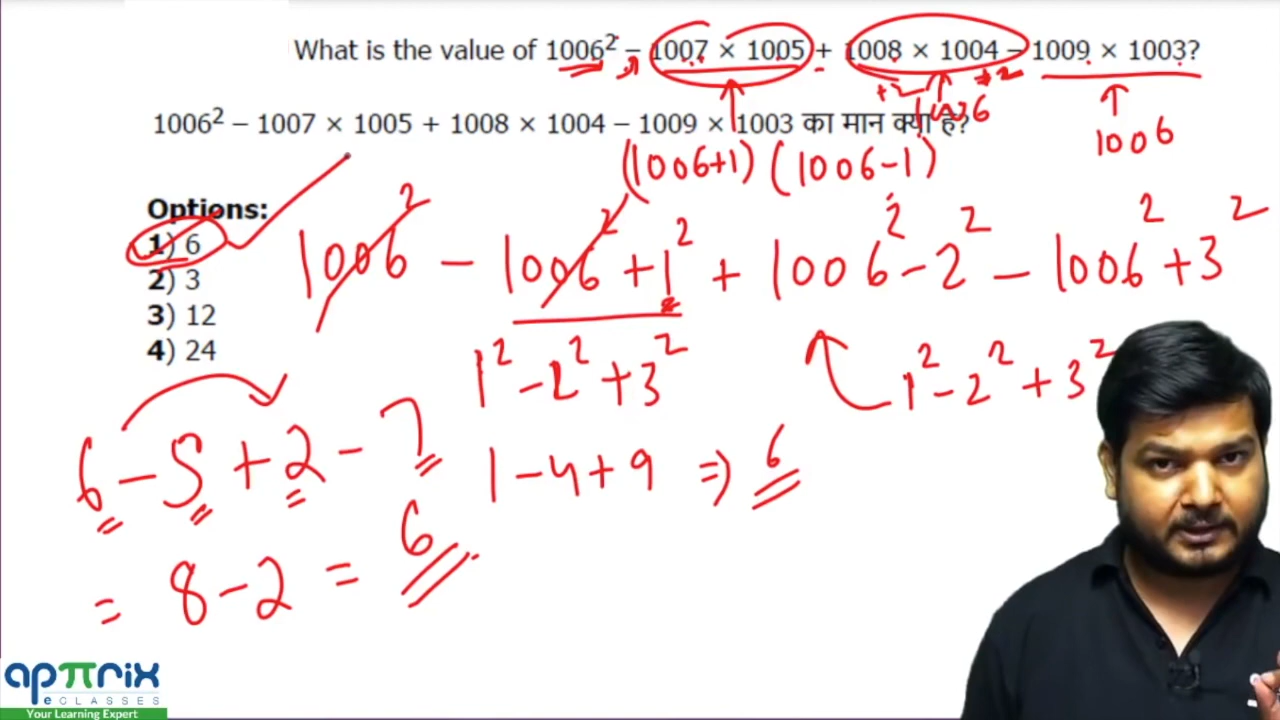 What is the value of 1006² – 1007 × 1005 + 1008 × 1004 – 1009 × 1003?
+2 1006 +2
1006
1006² – 1007 × 1005 + 1008 × 1004 – 1009 × 1003 का मान क्या है?
(1006+1) (1006-1)
Options:
1) 6
2) 3
3) 12
4) 24
1006² - 1006² + 1² + 1006² - 2² - 1006² + 3²
1² - 2² + 3²
1² - 2² + 3²
6 - 5 + 2 - 7
1 - 4 + 9 ⇒ 6
= 8 - 2 = 6
apπrix
eCLASSES
Your Learning Expert